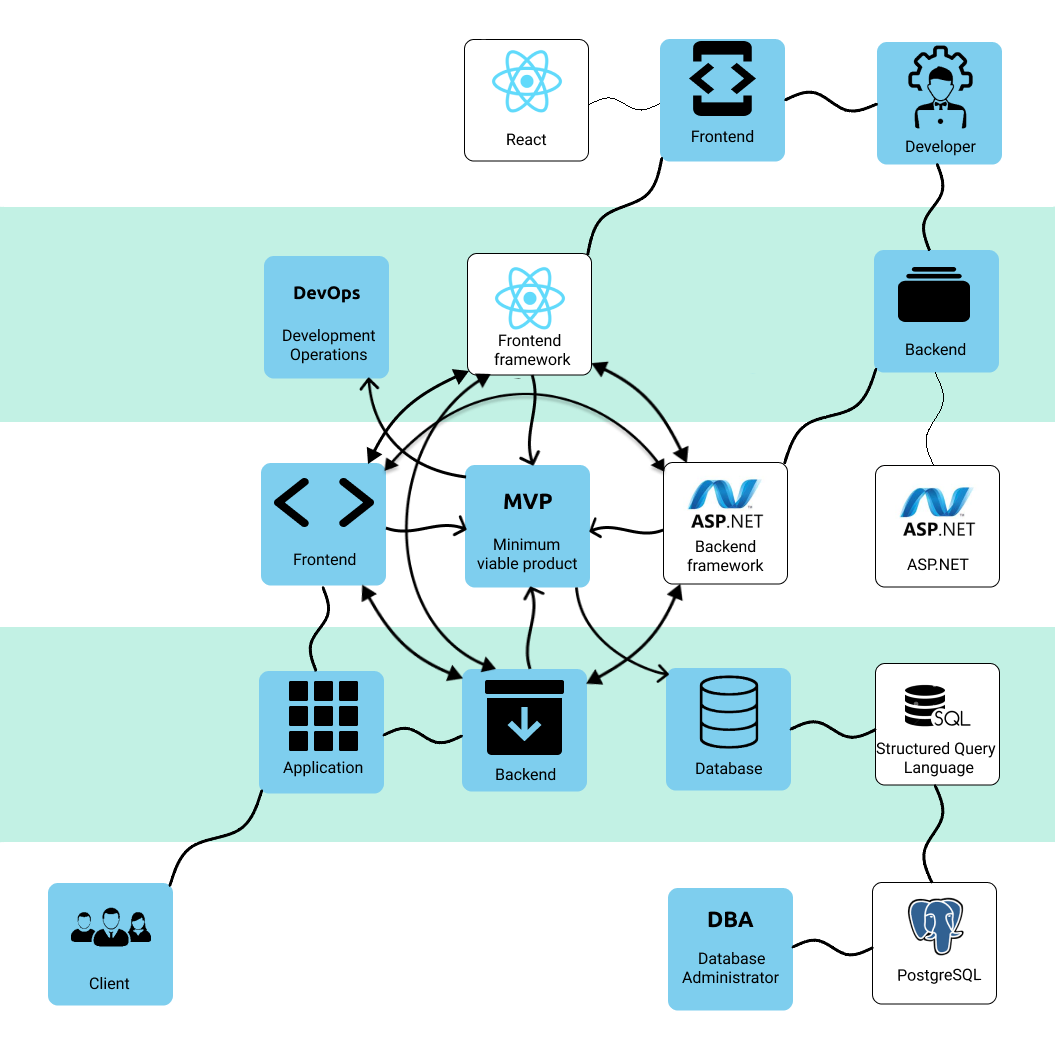 React
Frontend
Developer
DevOps
Development
Operations
Frontend
framework
Backend
Frontend
MVP
Minimum
viable product
ASP.NET
Backend
framework
ASP.NET
ASP.NET
Application
Backend
Database
SQL
Structured Query
Language
Client
DBA
Database
Administrator
PostgreSQL